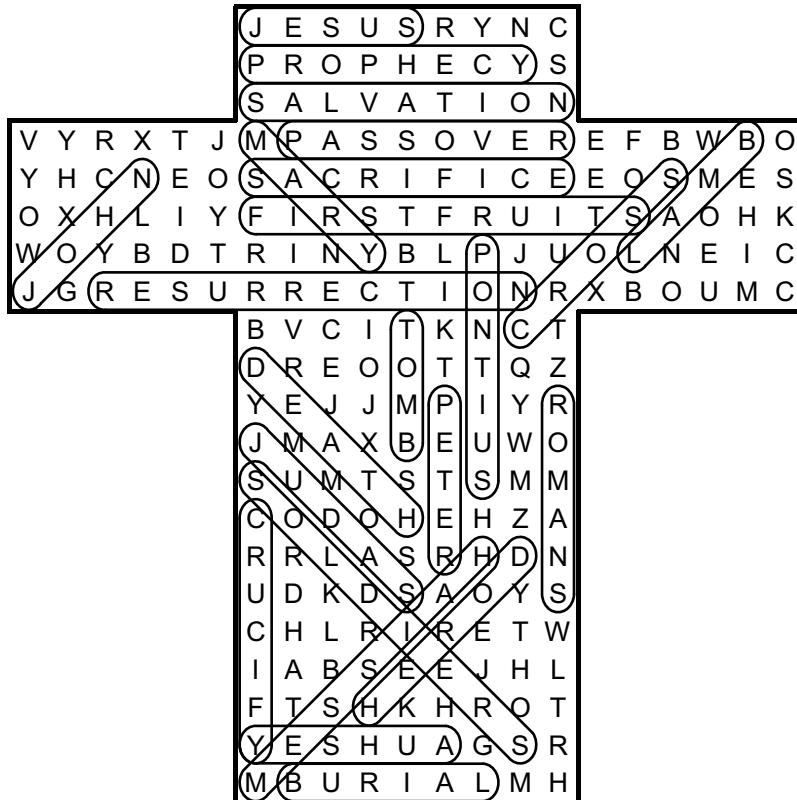 J E S U S R Y N C
P R O P H E C Y S
S A L V A T I O N
V Y R X T J M P A S S O V E R E F B W B O
Y H C N E O S A C R I F I C E E O S M E S
O X H L I Y F I R S T F R U I T S A O H K
W O Y B D T R I N Y B L P J U O L N E I C
J G R E S U R R E C T I O N R X B O U M C
B V C I T K N C T
D R E O O T T Q Z
Y E J J M P I Y R
J M A X B E U W O
S U M T S T S M M
C O D O H E H Z A
R R L A S R H D N
U D K D S A O Y S
C H L R I R E T W
I A B S E E J H L
F T S H K H R O T
Y E S H U A G S R
M B U R I A L M H